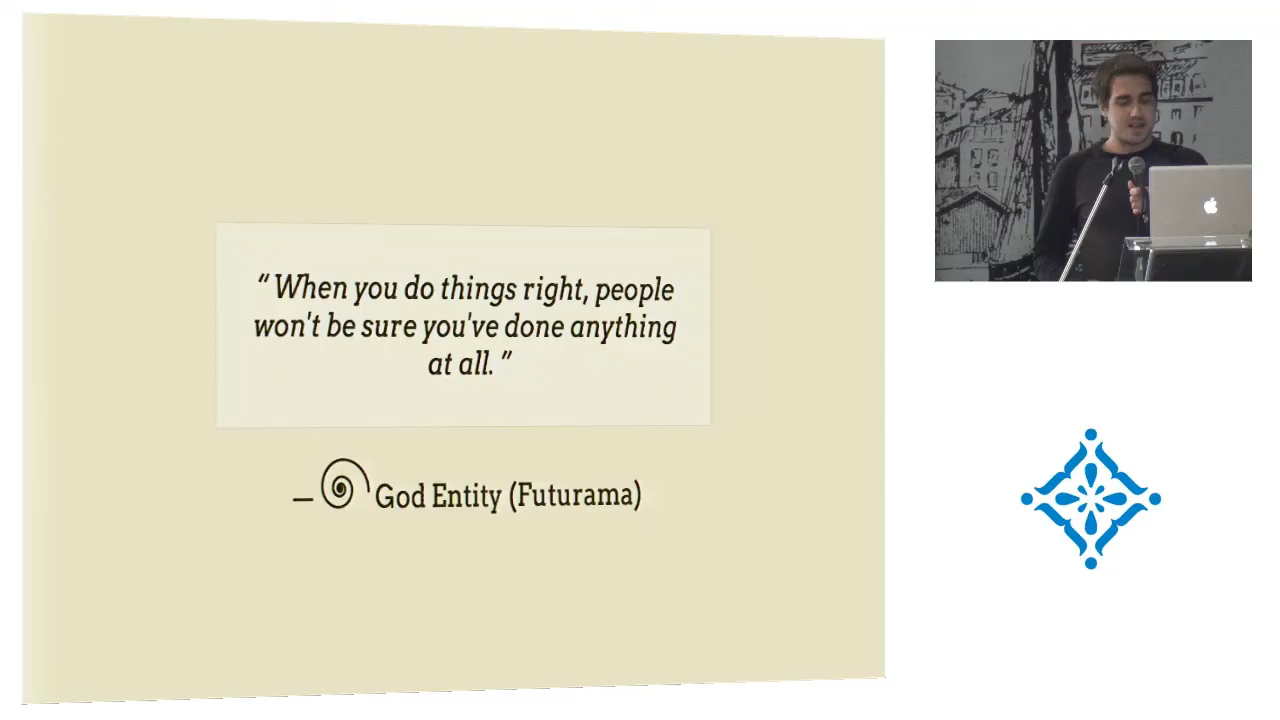 “ When you do things right, people
won't be sure you've done anything
at all. ”
— God Entity (Futurama)